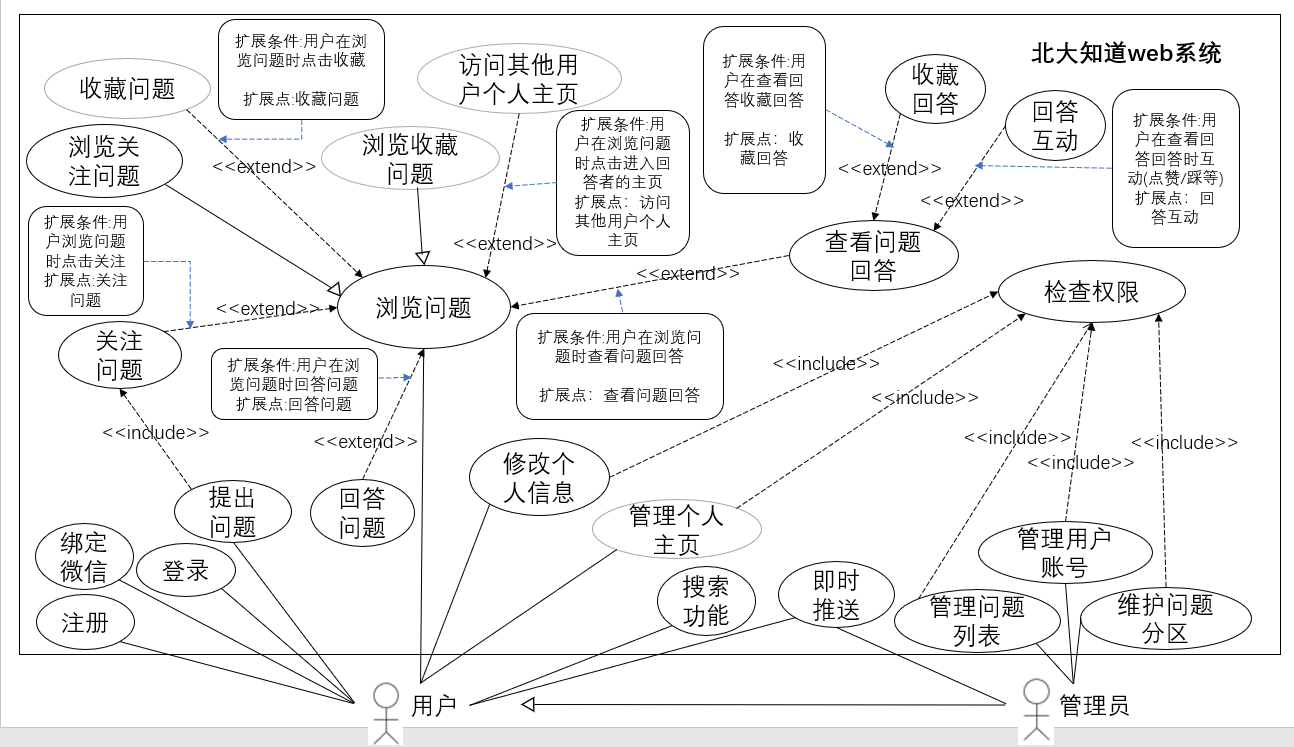 北大知道web系统
扩展条件:用户在浏
览问题时点击收藏
扩展点:收藏问题
收藏问题
访问其他用
户个人主页
扩展条件:用
户在查看回
答收藏回答
扩展点：收
藏回答
收藏
回答
回答
互动
扩展条件:用
户在查看回
答回答时互
动(点赞/踩等)
扩展点：回
答互动
浏览关
注问题
<<extend>>
浏览收藏
问题
扩展条件:用
户在浏览问题
时点击进入回
答者的主页
扩展点：访问
其他用户个人
主页
<<extend>>
<<extend>>
<<extend>>
扩展条件:用
户浏览问题
时点击关注
扩展点:关注
问题
查看问题
回答
<<extend>>
<<extend>>
浏览问题
检查权限
关注
问题
扩展条件:用户在浏
览问题时回答问题
扩展点:回答问题
扩展条件:用户在浏览问
题时查看问题回答
扩展点：查看问题回答
<<include>>
<<include>>
<<include>>
<<extend>>
<<include>>
<<include>>
<<include>>
修改个
人信息
提出
问题
回答
问题
管理个人
主页
绑定
微信
登录
注册
搜索
功能
即时
推送
管理用户
账号
管理问题
列表
维护问题
分区
用户
管理员